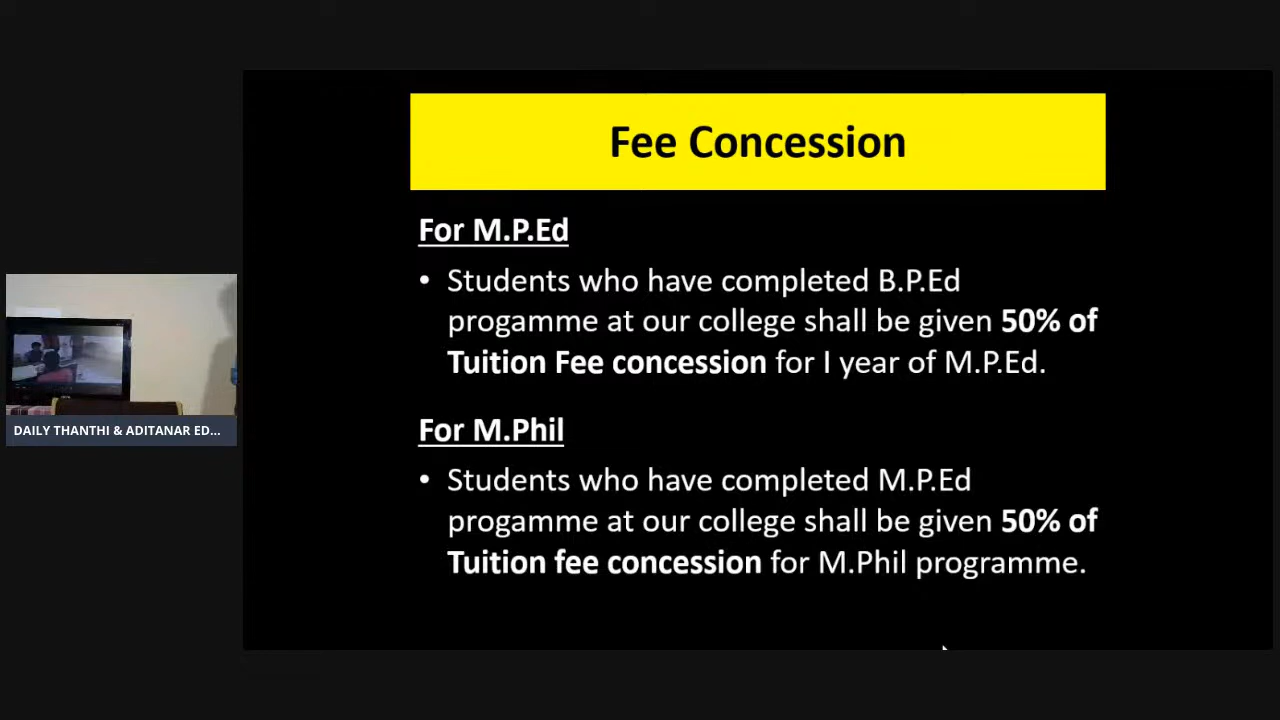 Fee Concession
For M.P.Ed
• Students who have completed B.P.Ed
progamme at our college shall be given 50% of
Tuition Fee concession for I year of M.P.Ed.
For M.Phil
• Students who have completed M.P.Ed
progamme at our college shall be given 50% of
Tuition fee concession for M.Phil programme.
DAILY THANTHI & ADITANAR ED...